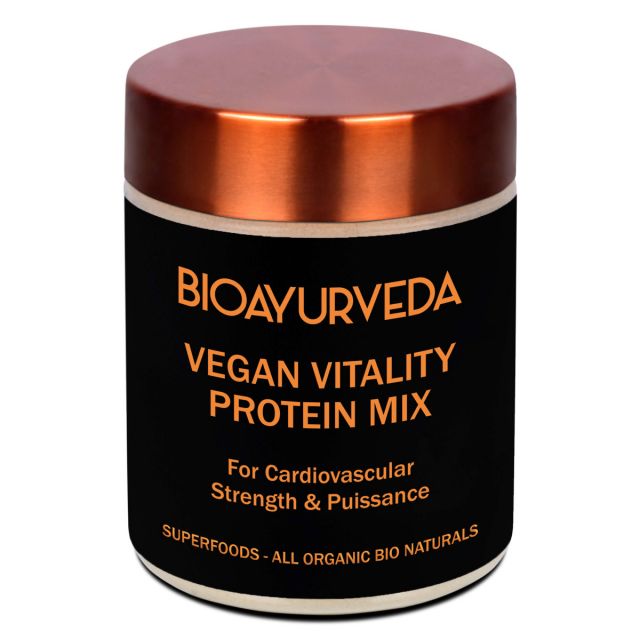 BIOAYURVEDA
VEGAN VITALITY
PROTEIN MIX
For Cardiovascular
Strength & Puissance
SUPERFOODS - ALL ORGANIC BIO NATURALS